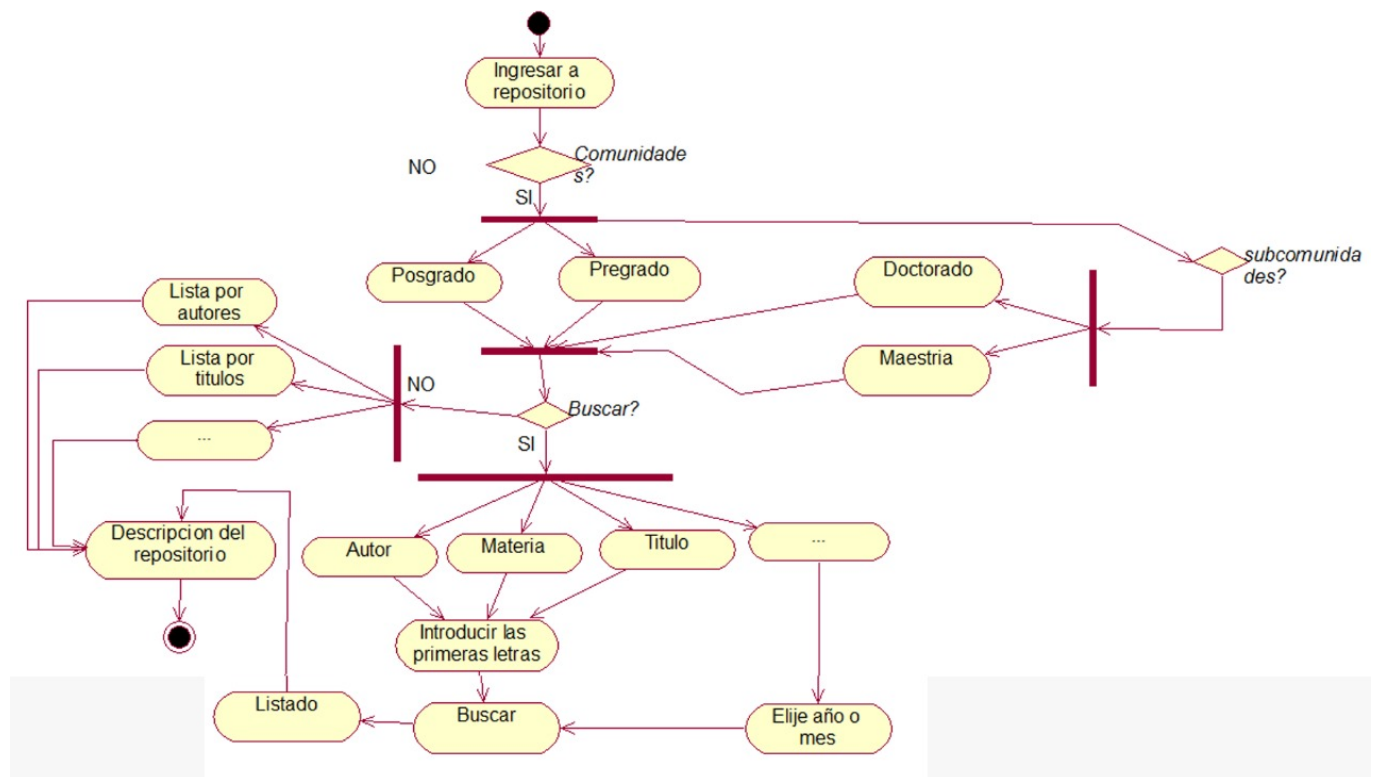 Ingresar a
repositorio
NO
Comunidade
s?
SI
Posgrado
Pregrado
Doctorado
subcomunida
des?
Lista por
autores
Lista por
titulos
Maestria
NO
Buscar?
...
SI
Descripcion del
repositorio
Autor
Materia
Titulo
...
Introducir las
primeras letras
Listado
Buscar
Elije año o
mes